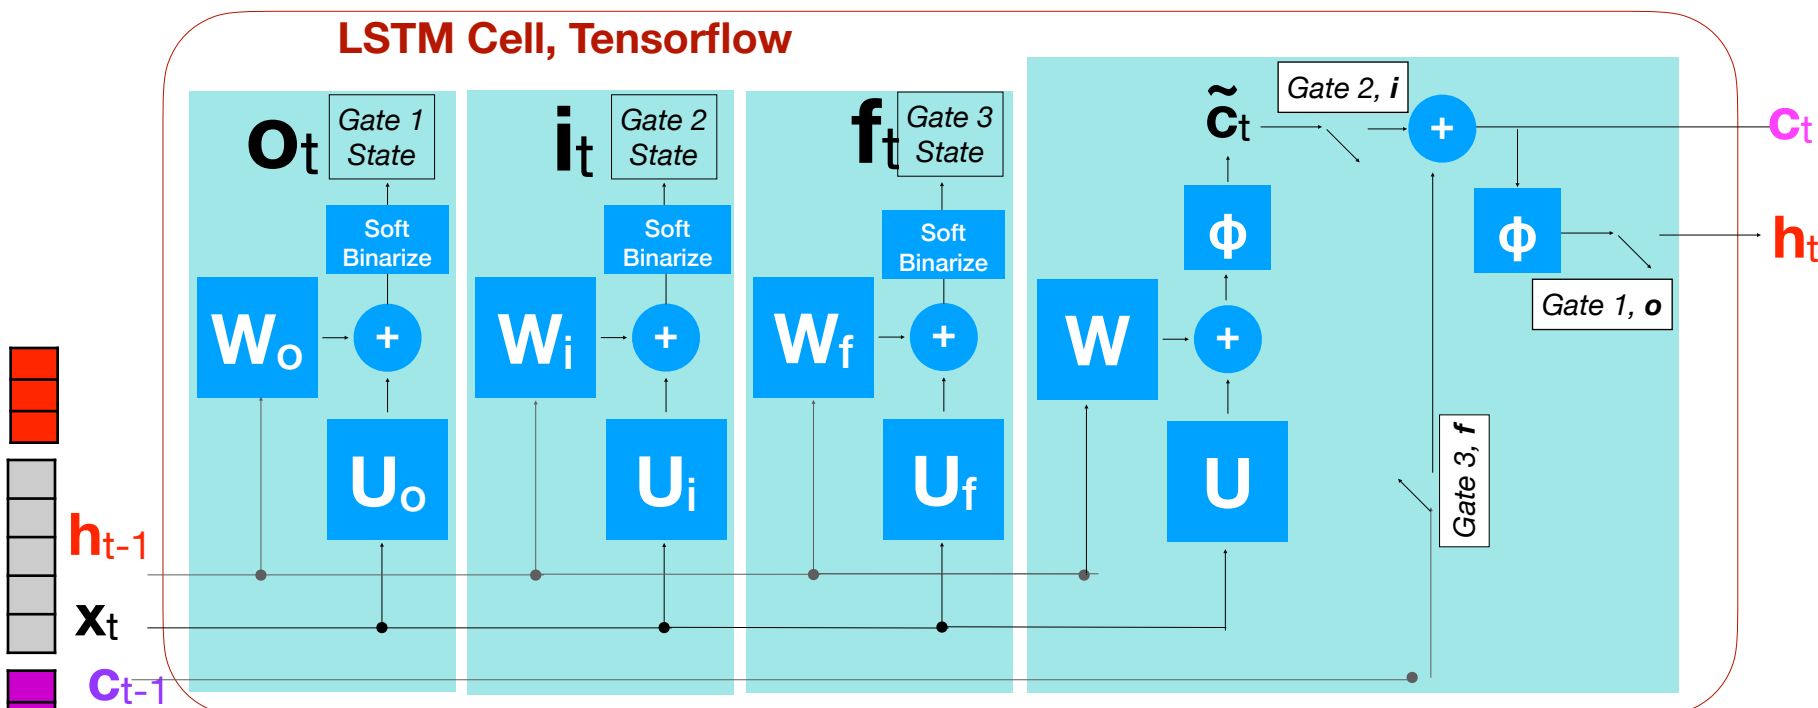 LSTM Cell, Tensorflow
ot
Gate 1
State
it
Gate 2
State
ft
Gate 3
State
c̃t
Gate 2, i
+
ct
Soft
Binarize
Soft
Binarize
Soft
Binarize
ϕ
ϕ
ht
Gate 1, o
Wo
+
Wi
+
Wf
+
W
+
Uo
Ui
Uf
U
Gate 3, f
ht-1
xt
ct-1